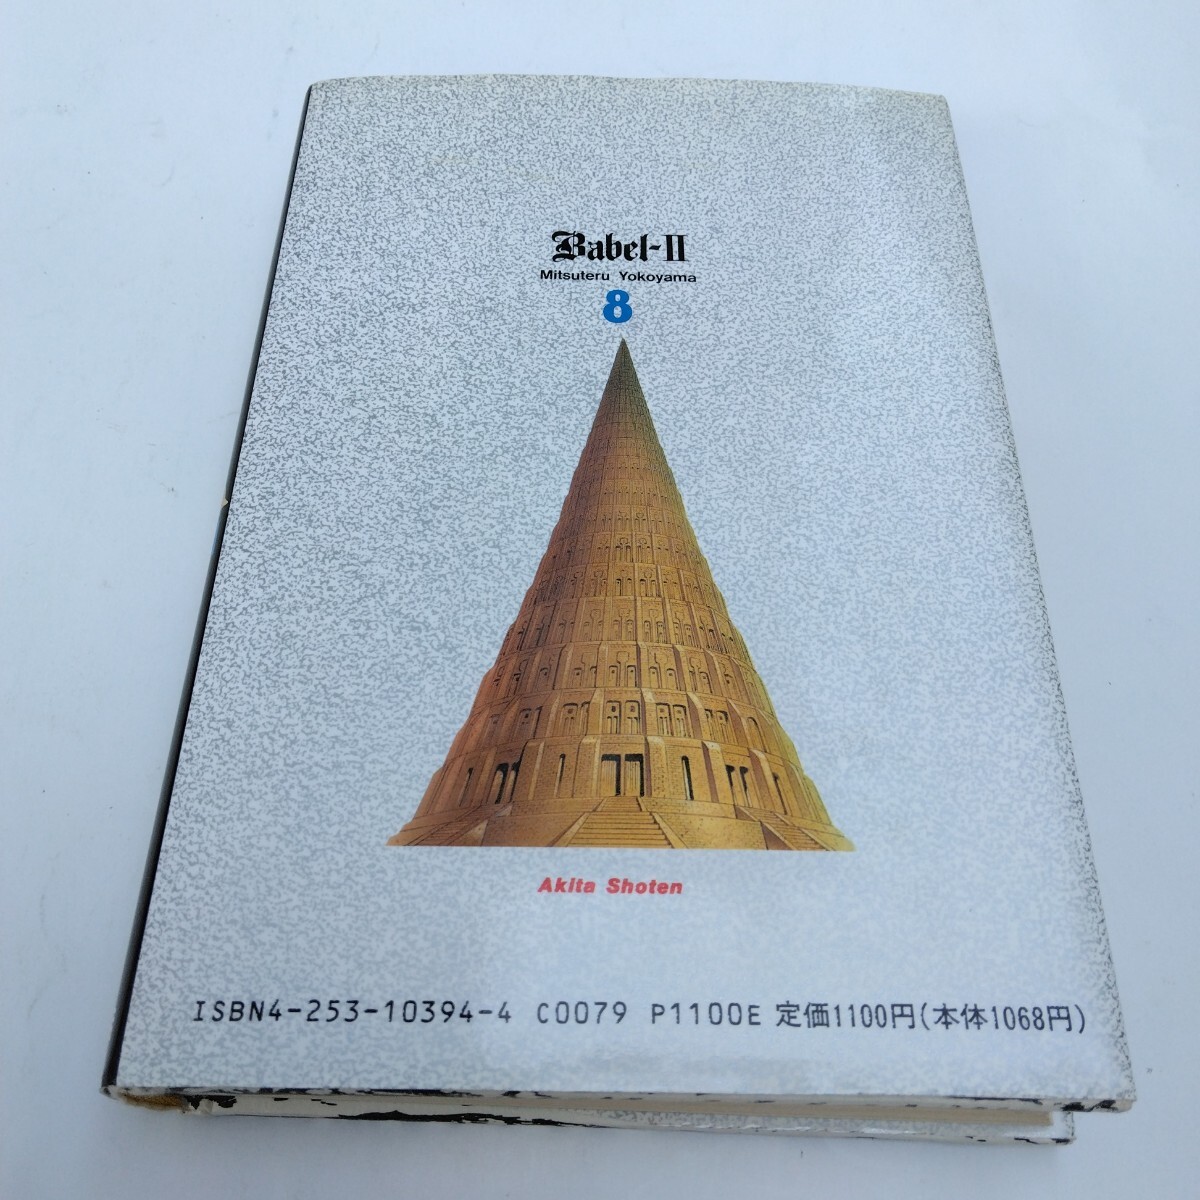 Babel-II
Mitsuteru Yokoyama
8
Akita Shoten
ISBN4-253-10394-4 C0079 P1100E 定価1100円(本体1068円)